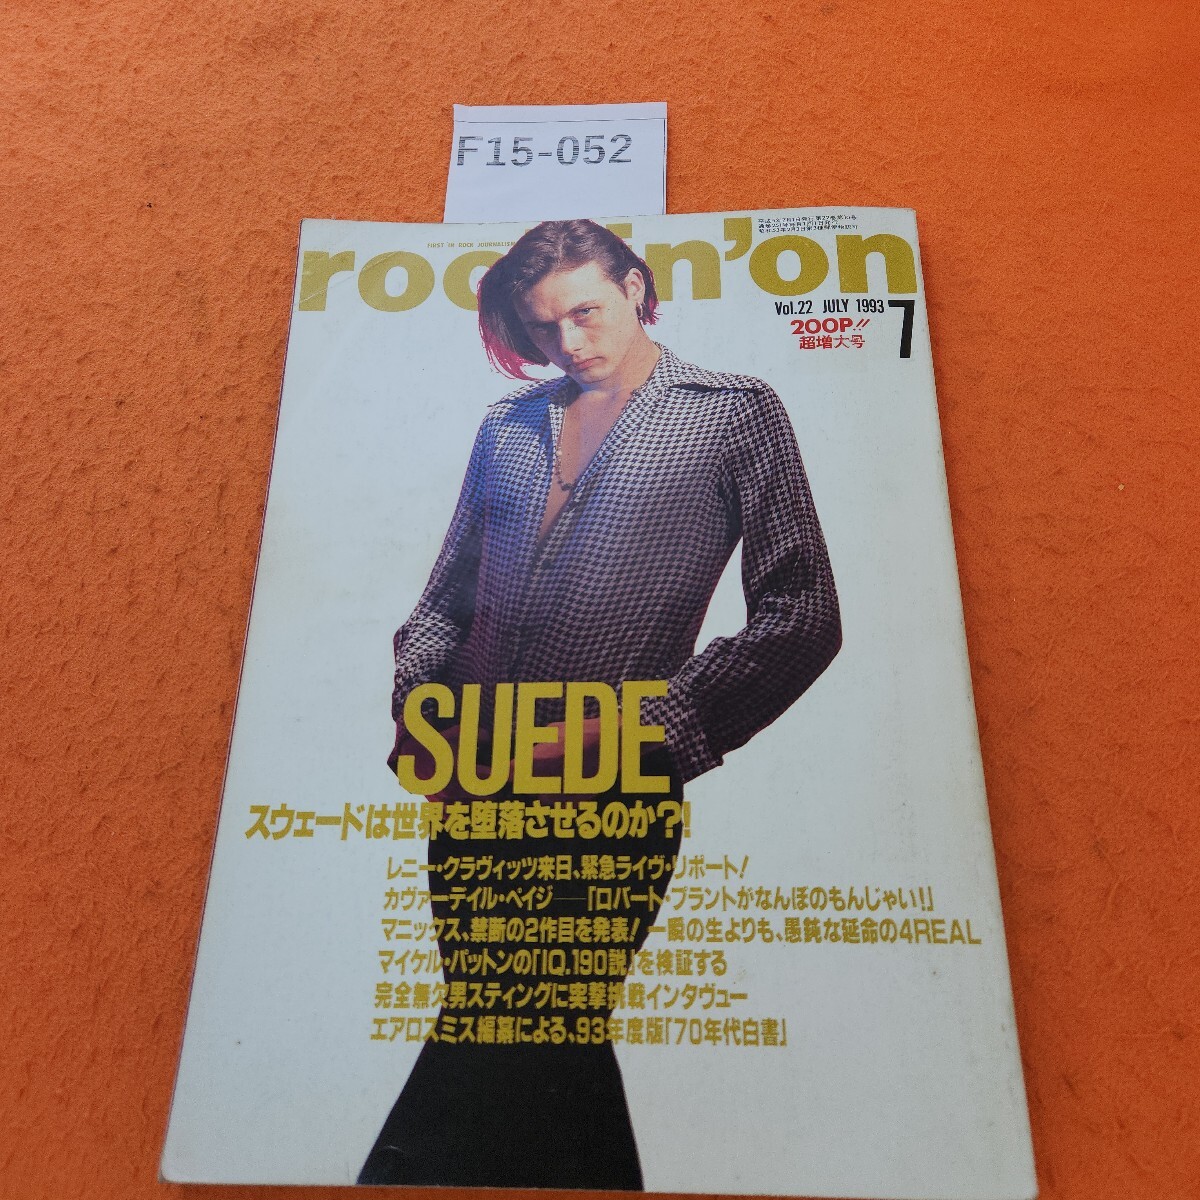 F15-052
FIRST IN ROCK JOURNALISM
roc in'on
Vol.22 JULY 1993 7
200P!!
超増大号
SUEDE
スウェードは世界を堕落させるのか?!
レニー・クラヴィッツ来日、緊急ライヴ・リポート!
カヴァーデイル・ペイジ──「ロバート・プラントがなんぼのもんじゃい!」
マニックス、禁断の2作目を発表! 一瞬の生よりも、愚鈍な延命の4REAL
マイケル・パットンの「IQ.190説」を検証する
完全無欠男スティングに突撃挑戦インタヴュー
エアロスミス編纂による、93年度版「70年代白書」